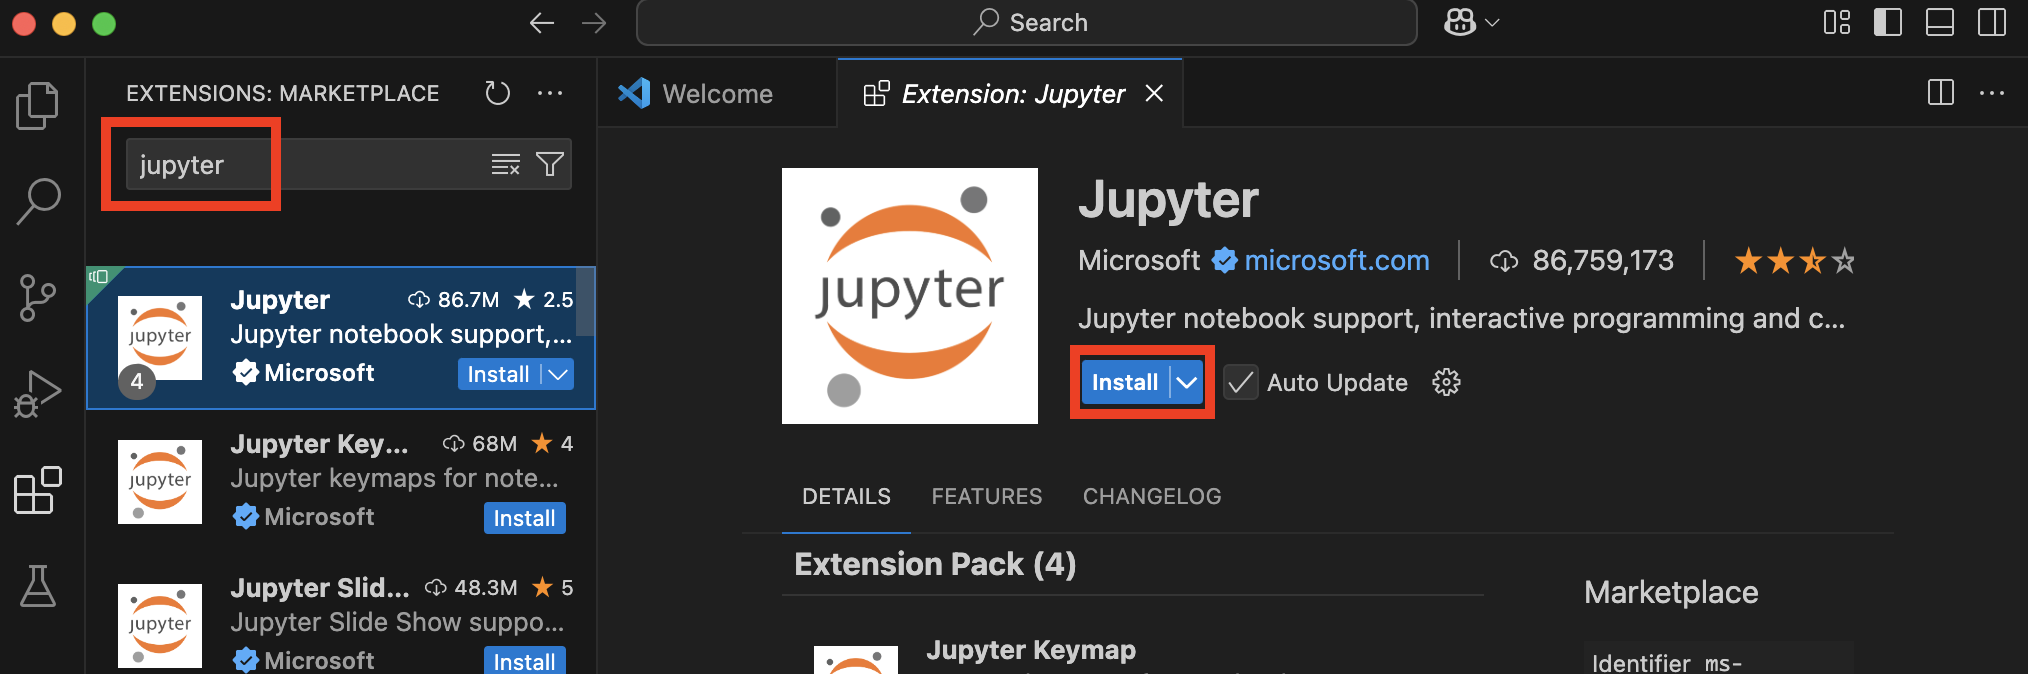 Search
EXTENSIONS: MARKETPLACE
jupyter
Jupyter 86.7M 2.5
Jupyter notebook support,...
Microsoft Install
4
jupyter
Jupyter Key... 68M 4
Jupyter keymaps for note...
Microsoft Install
jupyter
Jupyter Slid... 48.3M 5
Jupyter Slide Show suppo...
Microsoft Install
jupyter
Welcome
Extension: Jupyter
jupyter
Jupyter
Microsoft microsoft.com 86,759,173
Jupyter notebook support, interactive programming and c...
Install Auto Update
DETAILS FEATURES CHANGELOG
Extension Pack (4)
Jupyter Keymap
Marketplace
Identifier ms-